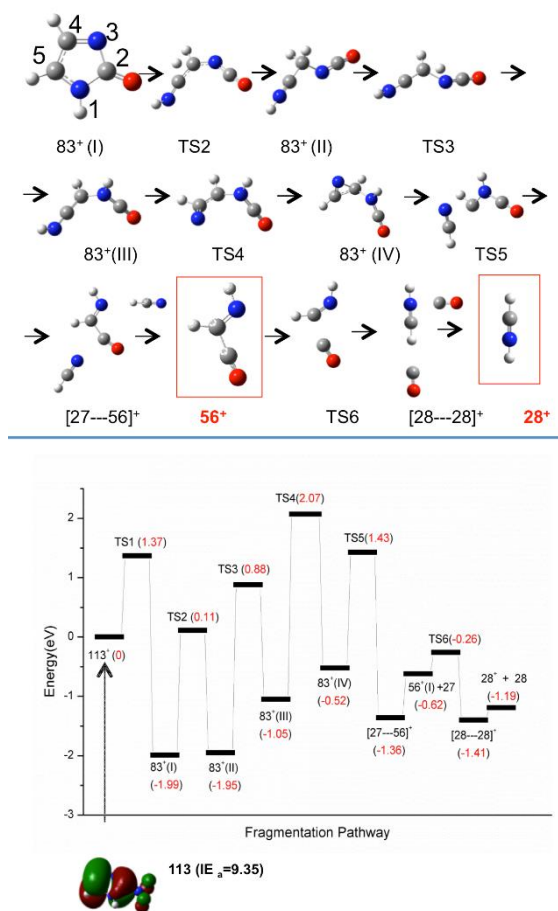 4
3
5
2
1
83⁺ (I) TS2 83⁺ (II) TS3
83⁺(III) TS4 83⁺ (IV) TS5
[27---56]⁺ 56⁺ TS6 [28---28]⁺ 28⁺
TS4(2.07)
2
TS1(1.37)
TS5(1.43)
TS3 (0.88)
1
TS2 (0.11)
TS6(-0.26)
0
113⁺(0)
28⁺ + 28
(-1.19)
83⁺(IV)
(-0.52)
56⁺(I) +27
(-0.62)
-1
83⁺(III)
(-1.05)
[27---56]⁺
(-1.36)
[28---28]⁺
(-1.41)
-2
83⁺(I)
(-1.99)
83⁺(II)
(-1.95)
-3
Energy(eV)
Fragmentation Pathway
113 (IE ₐ=9.35)